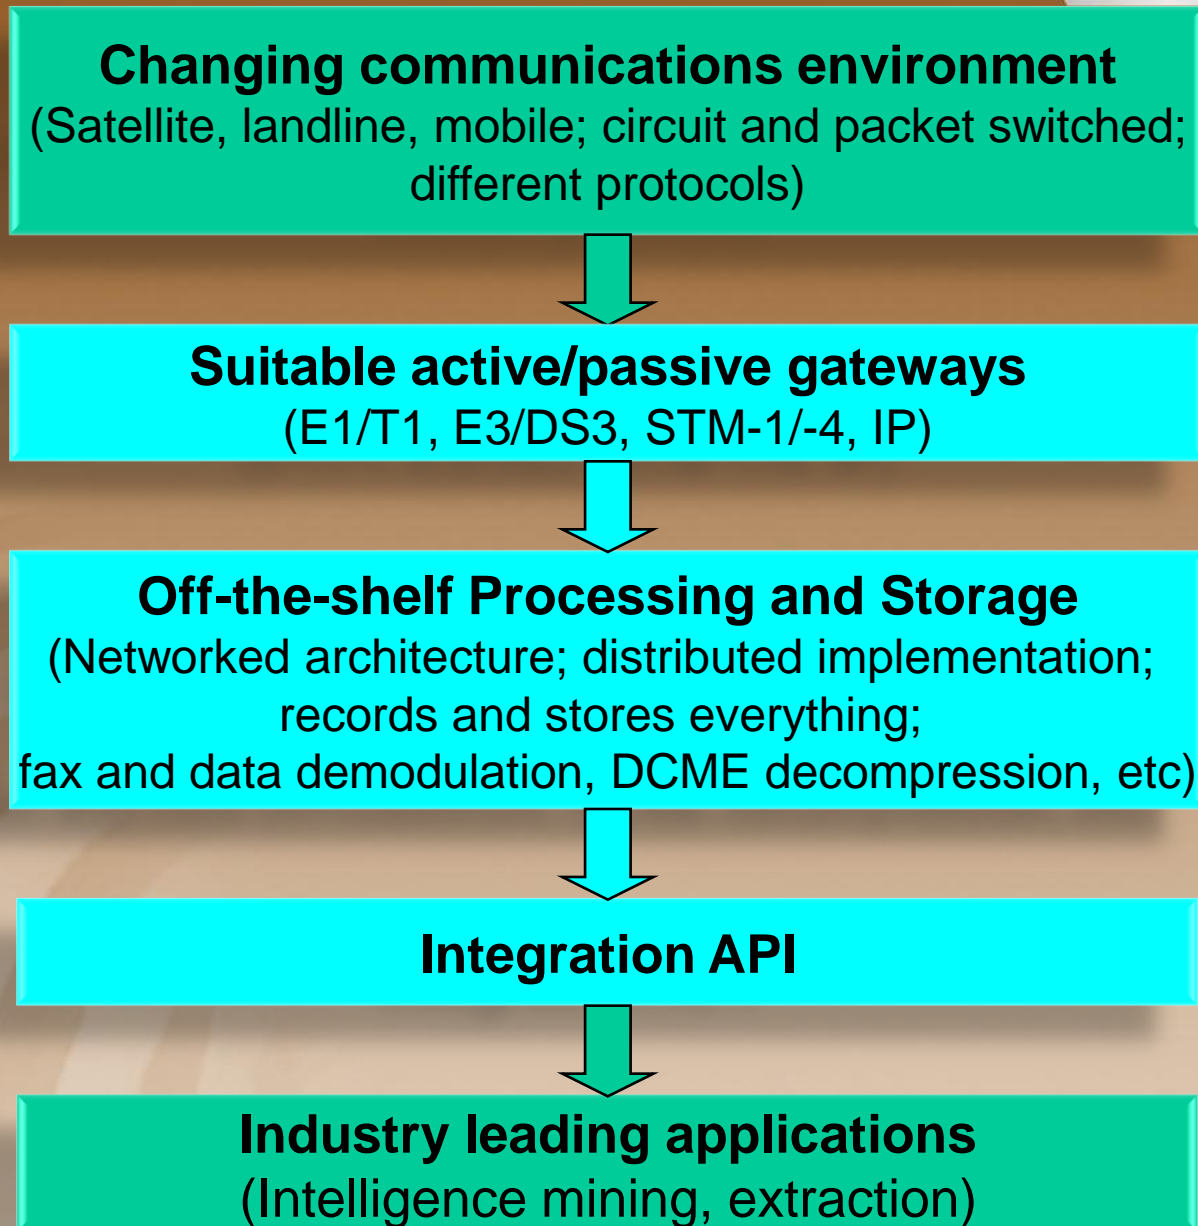 Changing communications environment
(Satellite, landline, mobile; circuit and packet switched;
different protocols)
Suitable active/passive gateways
(E1/T1, E3/DS3, STM-1/-4, IP)
Off-the-shelf Processing and Storage
(Networked architecture; distributed implementation;
records and stores everything;
fax and data demodulation, DCME decompression, etc)
Integration API
Industry leading applications
(Intelligence mining, extraction)